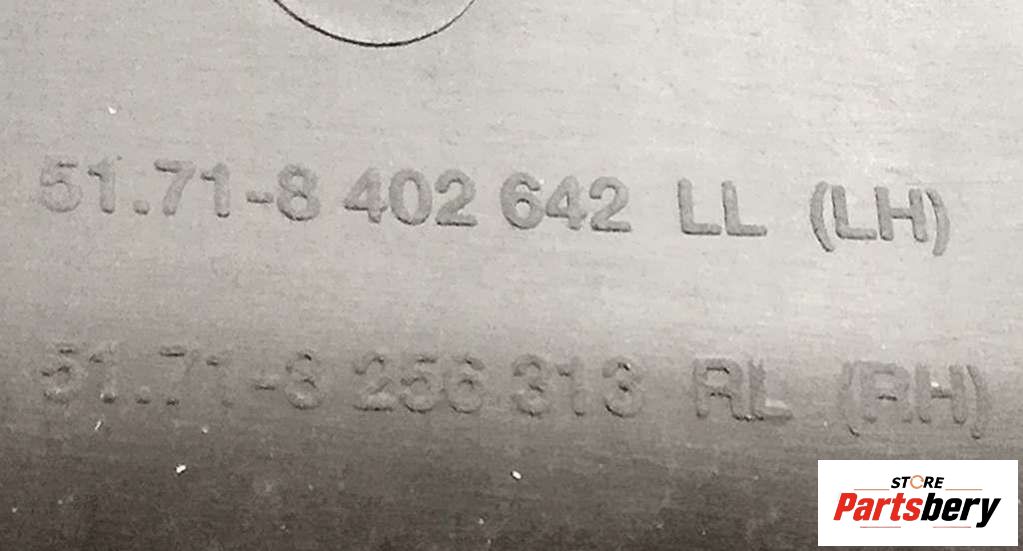 51.71-8 402 642 LL (LH)
51.71-8 256 313 RL (RH)
STORE
Partsbery